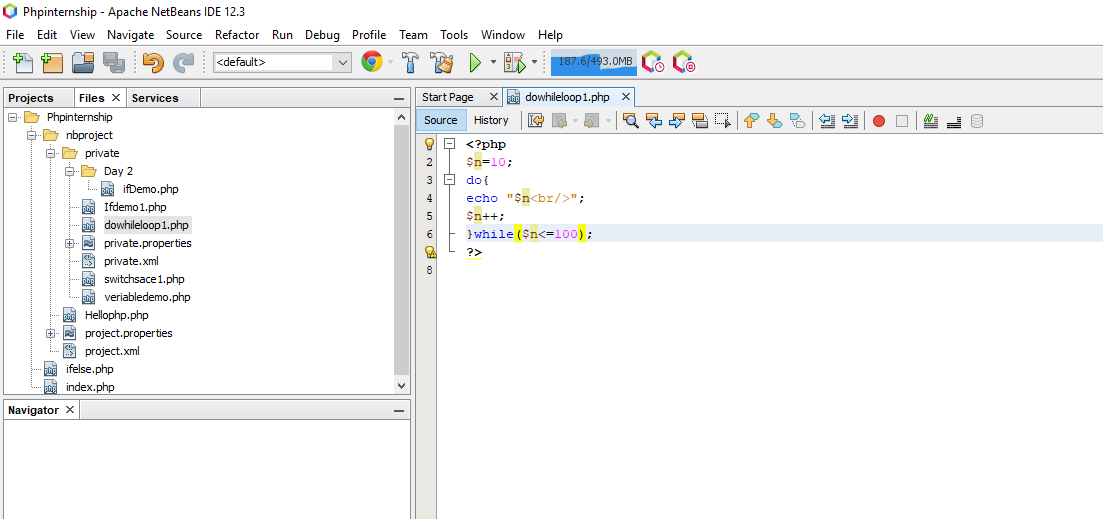 Phpinternship - Apache NetBeans IDE 12.3
File Edit View Navigate Source Refactor Run Debug Profile Team Tools Window Help
<default> 187.6/493.0MB
Projects Files Services
Phpinternship
nbproject
private
Day 2
ifDemo.php
Ifdemo1.php
dowhileloop1.php
private.properties
private.xml
switchsace1.php
veriabledemo.php
Hellophp.php
project.properties
project.xml
ifelse.php
index.php
Navigator
Start Page dowhileloop1.php
Source History
<?php
2 $n=10;
3 do{
4 echo "$n<br/>";
5 $n++;
6 }while($n<=100);
?>
8